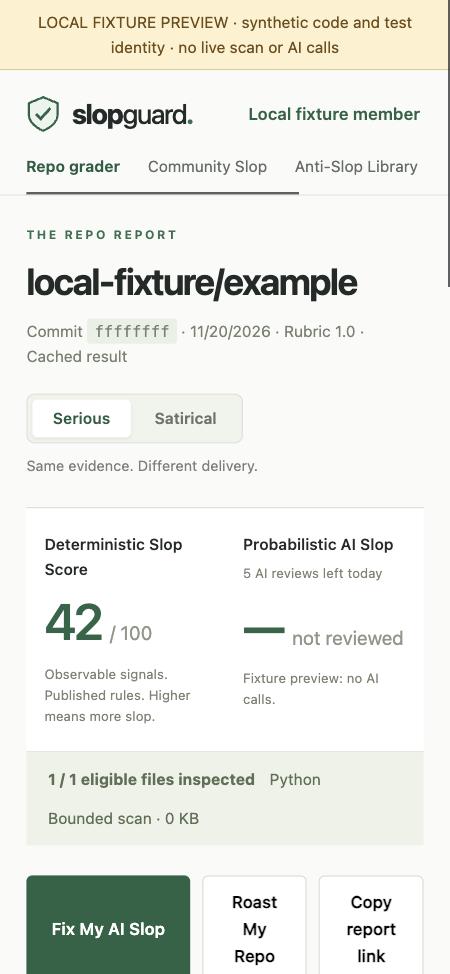 LOCAL FIXTURE PREVIEW · synthetic code and test
identity · no live scan or AI calls
slopguard.
Local fixture member
Repo grader Community Slop Anti-Slop Library
THE REPO REPORT
local-fixture/example
Commit ffffffff · 11/20/2026 · Rubric 1.0 ·
Cached result
Serious Satirical
Same evidence. Different delivery.
Deterministic Slop
Score
42 / 100
Observable signals.
Published rules. Higher
means more slop.
Probabilistic AI Slop
5 AI reviews left today
— not reviewed
Fixture preview: no AI
calls.
1 / 1 eligible files inspected Python
Bounded scan · 0 KB
Fix My AI Slop
Roast
My
Repo
Copy
report
link